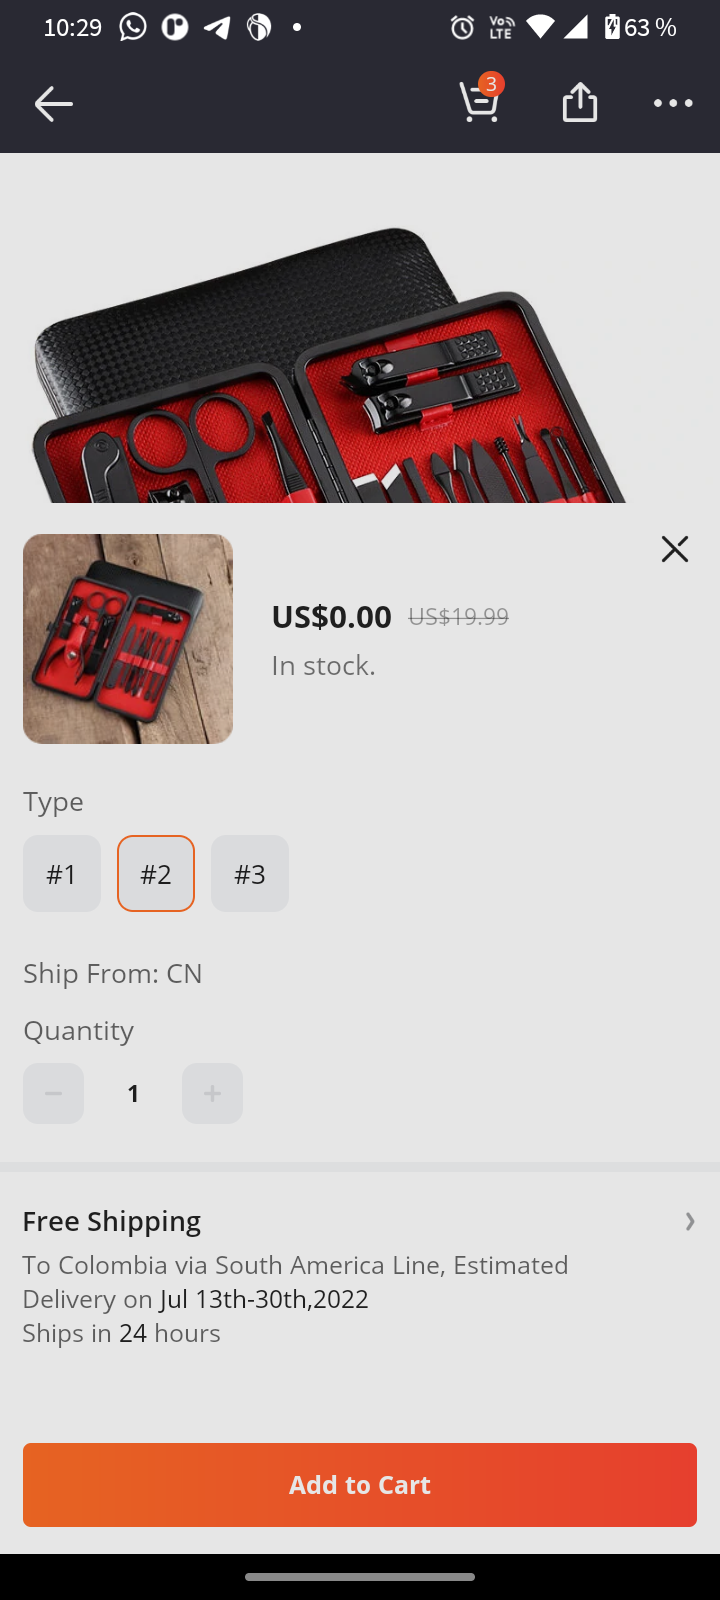 10:29
Vo
LTE
63 %
3
US$0.00 US$19.99
In stock.
Type
#1 #2 #3
Ship From: CN
Quantity
− 1 +
Free Shipping
To Colombia via South America Line, Estimated
Delivery on Jul 13th-30th,2022
Ships in 24 hours
Add to Cart